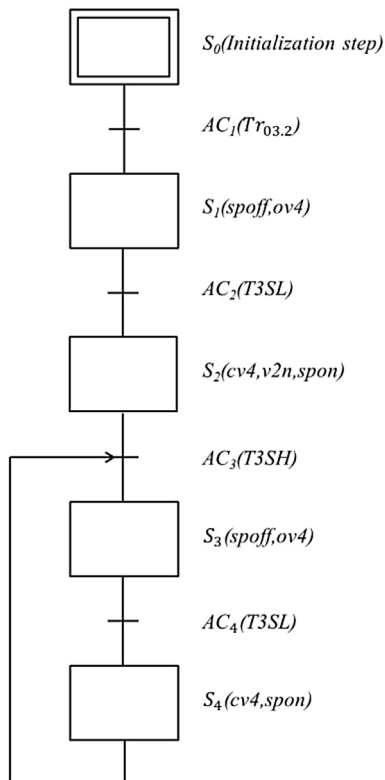 S₀(Initialization step)
AC₁(Tr₀₃.₂)
S₁(spoff,ov4)
AC₂(T3SL)
S₂(cv4,v2n,spon)
AC₃(T3SH)
S₃(spoff,ov4)
AC₄(T3SL)
S₄(cv4,spon)